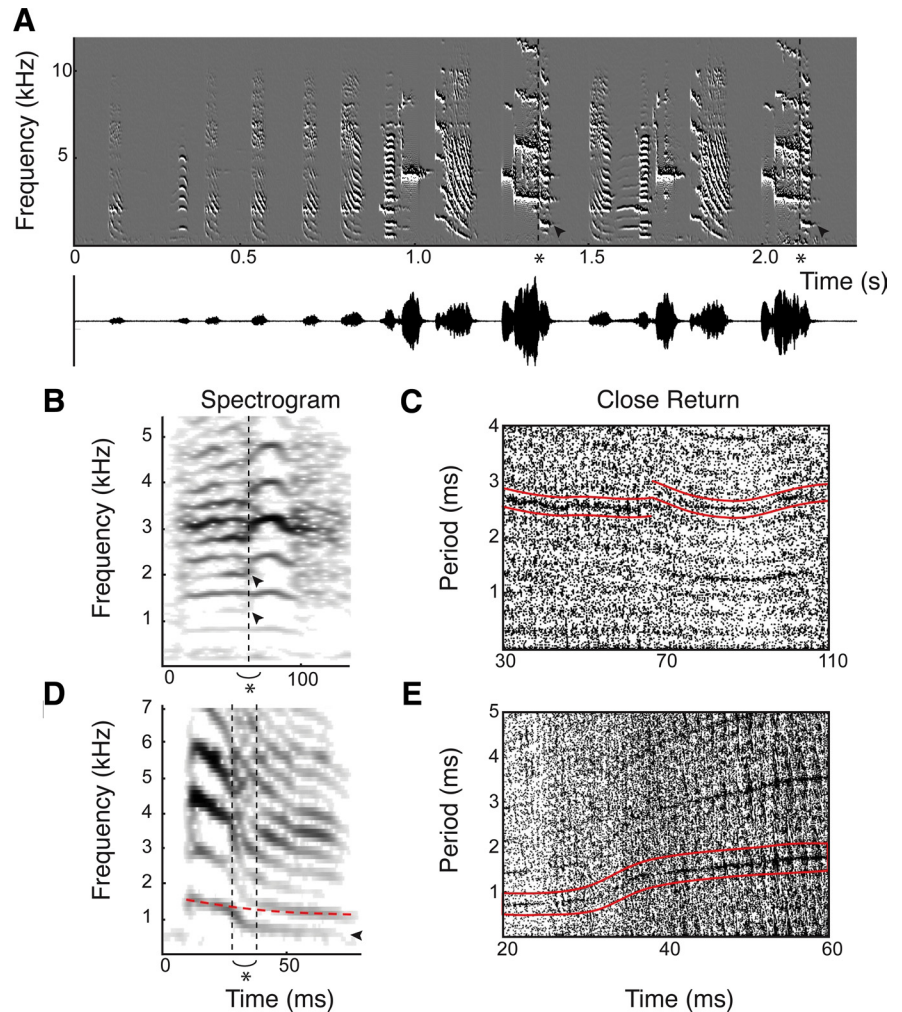 A
Frequency (kHz)
10
5
0 0.5 1.0 * 1.5 2.0 *
Time (s)
B Spectrogram
Frequency (kHz)
5
4
3
2
1
0 * 100
C Close Return
Period (ms)
4
3
2
1
0
30 70 110
D
Frequency (kHz)
7
6
5
4
3
2
1
0
0 * 50
Time (ms)
E
Period (ms)
5
4
3
2
1
0
20 40 60
Time (ms)